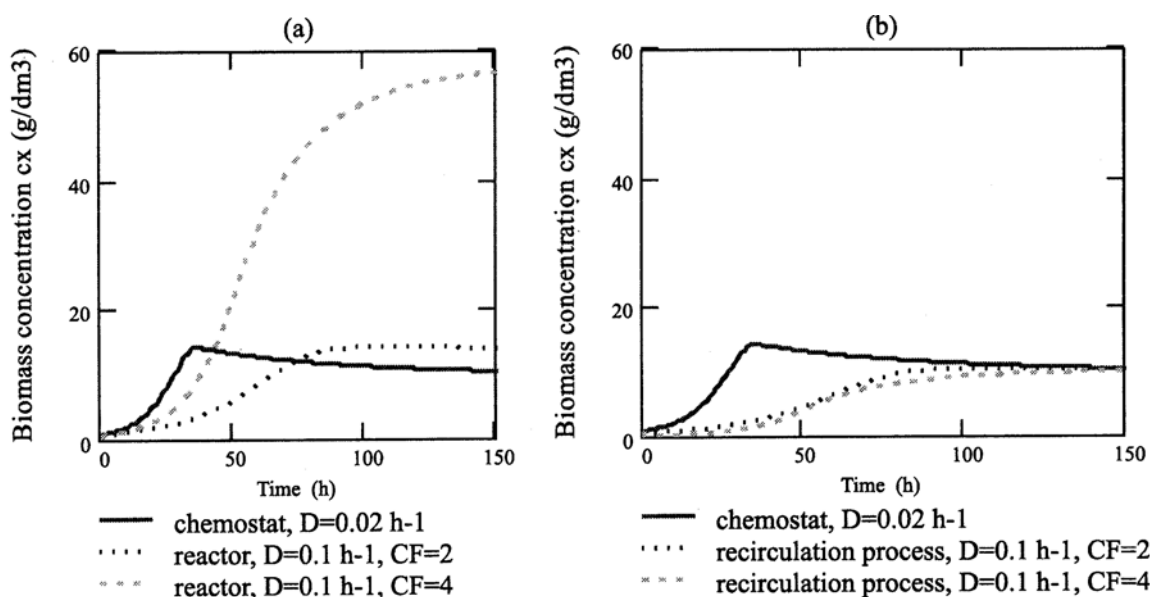 (a)
Biomass concentration cx (g/dm3)
60
40
20
0
0 50 100 150
Time (h)
chemostat, D=0.02 h-1
reactor, D=0.1 h-1, CF=2
reactor, D=0.1 h-1, CF=4
(b)
Biomass concentration cx (g/dm3)
60
40
20
0
0 50 100 150
Time (h)
chemostat, D=0.02 h-1
recirculation process, D=0.1 h-1, CF=2
recirculation process, D=0.1 h-1, CF=4